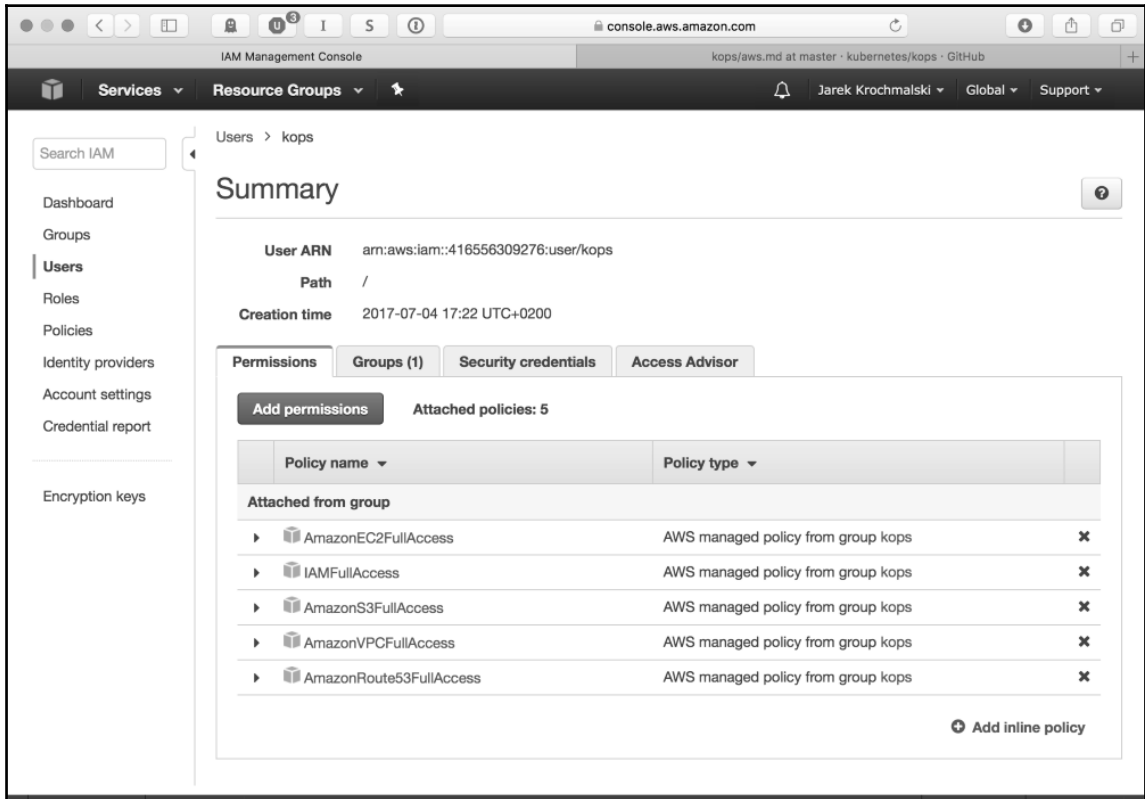 3
I
S
console.aws.amazon.com
IAM Management Console
kops/aws.md at master · kubernetes/kops · GitHub
+
Services
Resource Groups
Jarek Krochmalski
Global
Support
Search IAM
Dashboard
Groups
Users
Roles
Policies
Identity providers
Account settings
Credential report
Encryption keys
Users > kops
Summary
User ARN arn:aws:iam::416556309276:user/kops
Path /
Creation time 2017-07-04 17:22 UTC+0200
Permissions
Groups (1)
Security credentials
Access Advisor
Add permissions
Attached policies: 5
Policy name
Policy type
Attached from group
AmazonEC2FullAccess AWS managed policy from group kops
IAMFullAccess AWS managed policy from group kops
AmazonS3FullAccess AWS managed policy from group kops
AmazonVPCFullAccess AWS managed policy from group kops
AmazonRoute53FullAccess AWS managed policy from group kops
Add inline policy